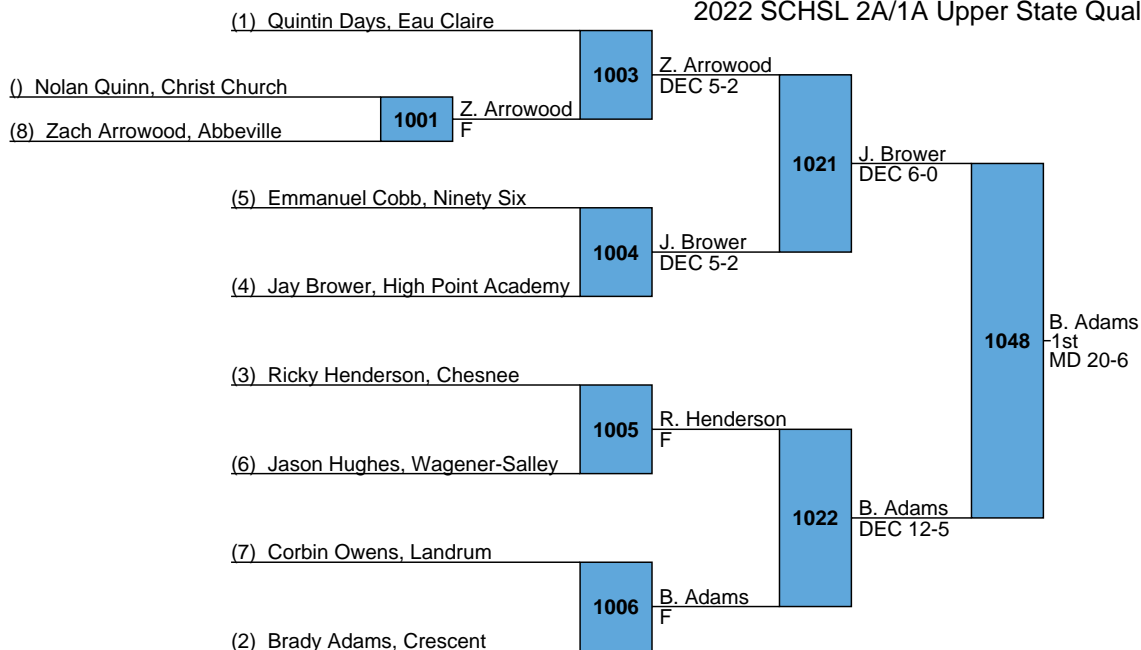 2022 SCHSL 2A/1A Upper State Qual
(1) Quintin Days, Eau Claire
1003
Z. Arrowood
DEC 5-2
() Nolan Quinn, Christ Church
1001
Z. Arrowood
F
(8) Zach Arrowood, Abbeville
1021
J. Brower
DEC 6-0
(5) Emmanuel Cobb, Ninety Six
1004
J. Brower
DEC 5-2
(4) Jay Brower, High Point Academy
1048
B. Adams
1st
MD 20-6
(3) Ricky Henderson, Chesnee
1005
R. Henderson
F
(6) Jason Hughes, Wagener-Salley
1022
B. Adams
DEC 12-5
(7) Corbin Owens, Landrum
1006
B. Adams
F
(2) Brady Adams, Crescent